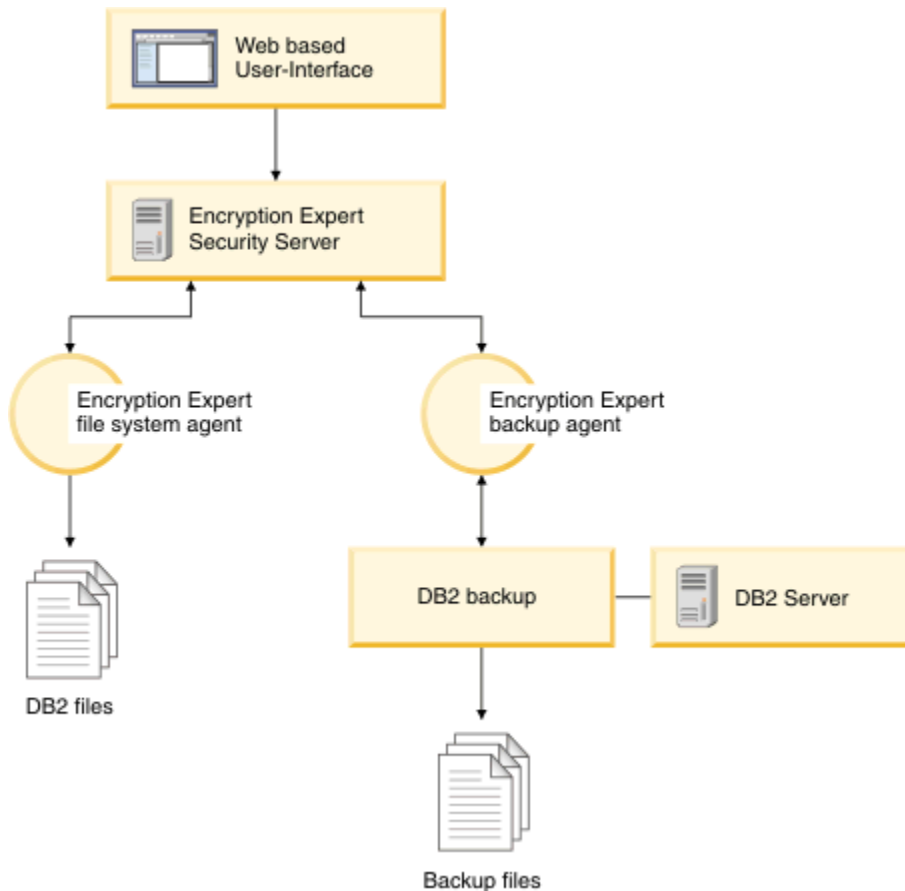 Web based
User-Interface
Encryption Expert
Security Server
Encryption Expert
file system agent
Encryption Expert
backup agent
DB2 backup
DB2 Server
DB2 files
Backup files